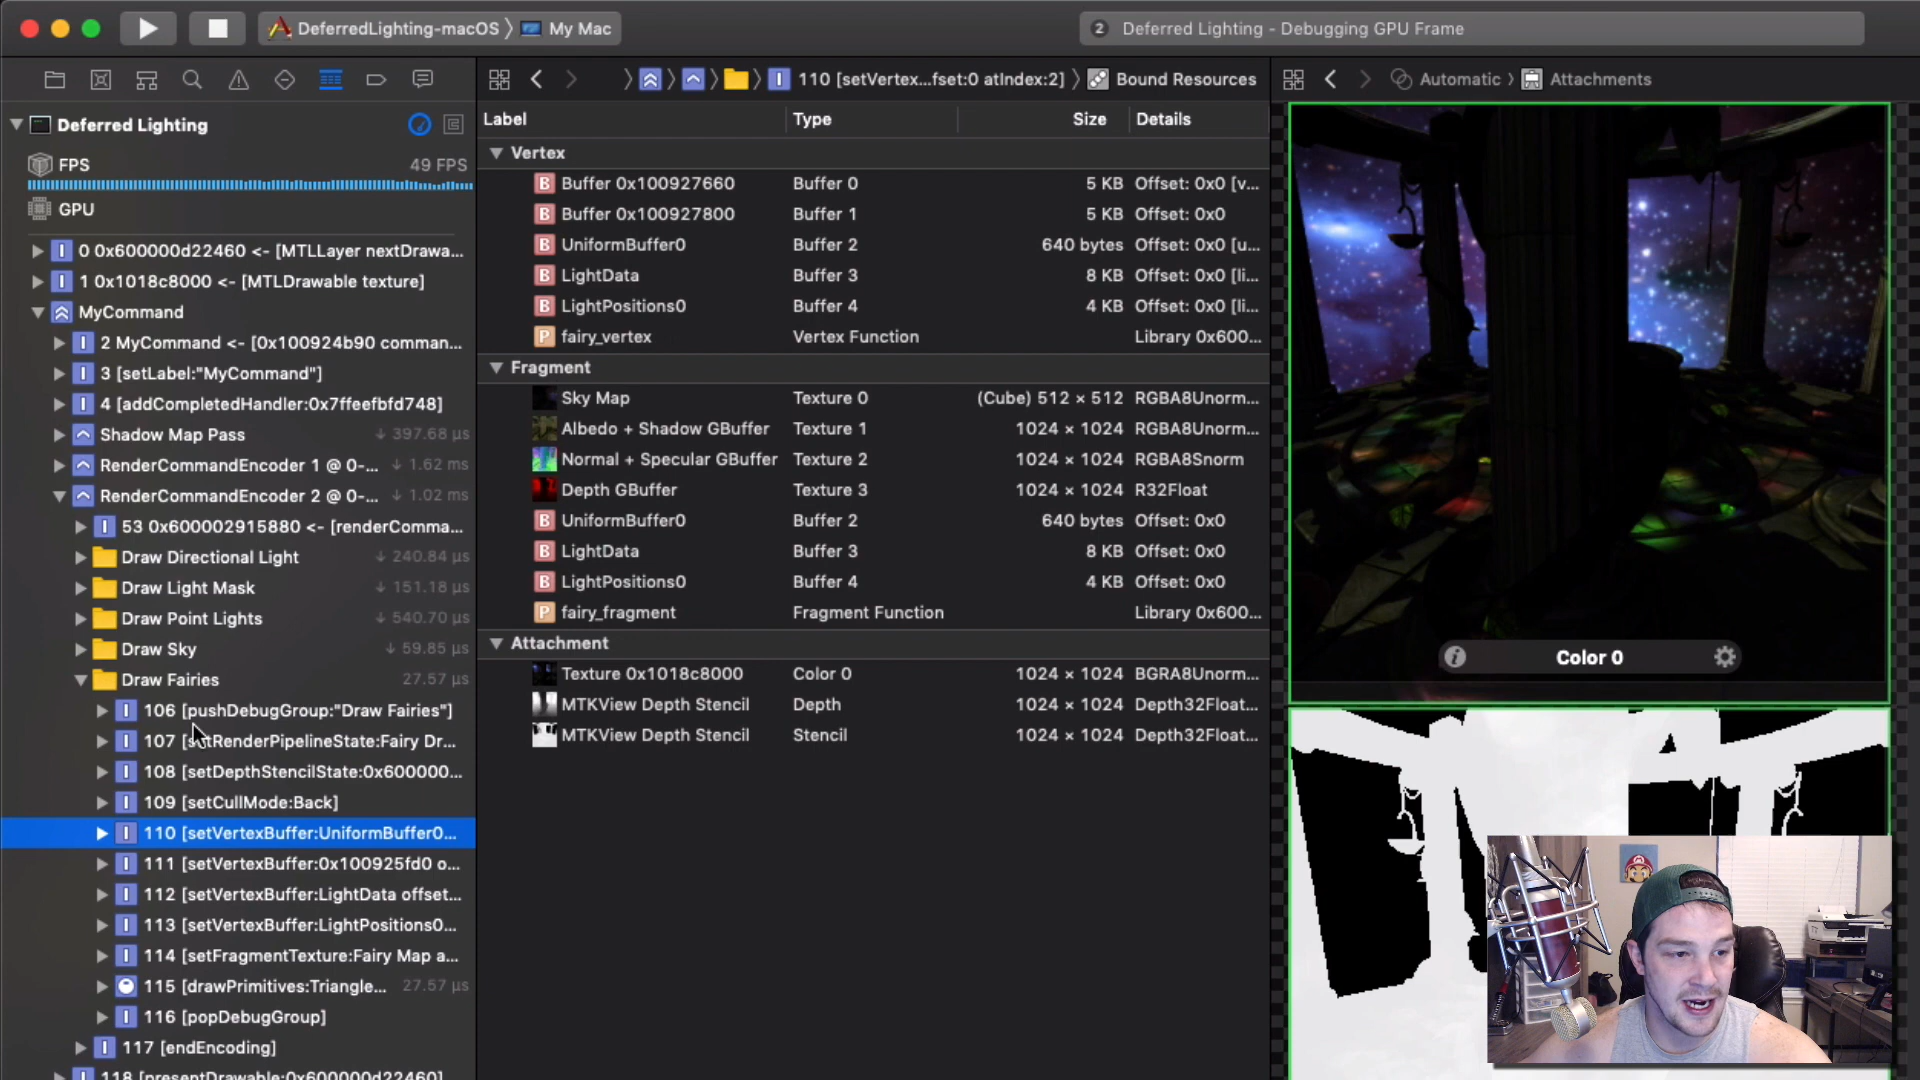 DeferredLighting-macOS 〉 My Mac
2 Deferred Lighting - Debugging GPU Frame
110 [setVertex...fset:0 atIndex:2] 〉 Bound Resources
Automatic 〉 Attachments
Deferred Lighting
FPS 49 FPS
GPU
0 0x600000d22460 <- [MTLLayer nextDrawa...
1 0x1018c8000 <- [MTLDrawable texture]
MyCommand
2 MyCommand <- [0x100924b90 comman...
3 [setLabel:"MyCommand"]
4 [addCompletedHandler:0x7ffeefbfd748]
Shadow Map Pass ↓ 397.68 µs
RenderCommandEncoder 1 @ 0-... ↓ 1.62 ms
RenderCommandEncoder 2 @ 0-... ↓ 1.02 ms
53 0x600002915880 <- [renderComma...
Draw Directional Light ↓ 240.84 µs
Draw Light Mask ↓ 151.18 µs
Draw Point Lights ↓ 540.70 µs
Draw Sky ↓ 59.85 µs
Draw Fairies 27.57 µs
106 [pushDebugGroup:"Draw Fairies"]
107 [setRenderPipelineState:Fairy Dr...
108 [setDepthStencilState:0x600000...
109 [setCullMode:Back]
110 [setVertexBuffer:UniformBuffer0...
111 [setVertexBuffer:0x100925fd0 o...
112 [setVertexBuffer:LightData offset...
113 [setVertexBuffer:LightPositions0...
114 [setFragmentTexture:Fairy Map a...
115 [drawPrimitives:Triangle... 27.57 µs
116 [popDebugGroup]
117 [endEncoding]
118 [presentDrawable:0x600000d22460]
Label Type Size Details
Vertex
B Buffer 0x100927660 Buffer 0 5 KB Offset: 0x0 [v...
B Buffer 0x100927800 Buffer 1 5 KB Offset: 0x0
B UniformBuffer0 Buffer 2 640 bytes Offset: 0x0 [u...
B LightData Buffer 3 8 KB Offset: 0x0 [li...
B LightPositions0 Buffer 4 4 KB Offset: 0x0 [li...
P fairy_vertex Vertex Function Library 0x600...
Fragment
Sky Map Texture 0 (Cube) 512 × 512 RGBA8Unorm...
Albedo + Shadow GBuffer Texture 1 1024 × 1024 RGBA8Unorm...
Normal + Specular GBuffer Texture 2 1024 × 1024 RGBA8Snorm
Depth GBuffer Texture 3 1024 × 1024 R32Float
B UniformBuffer0 Buffer 2 640 bytes Offset: 0x0
B LightData Buffer 3 8 KB Offset: 0x0
B LightPositions0 Buffer 4 4 KB Offset: 0x0
P fairy_fragment Fragment Function Library 0x600...
Attachment
Texture 0x1018c8000 Color 0 1024 × 1024 BGRA8Unorm...
MTKView Depth Stencil Depth 1024 × 1024 Depth32Float...
MTKView Depth Stencil Stencil 1024 × 1024 Depth32Float...
Color 0